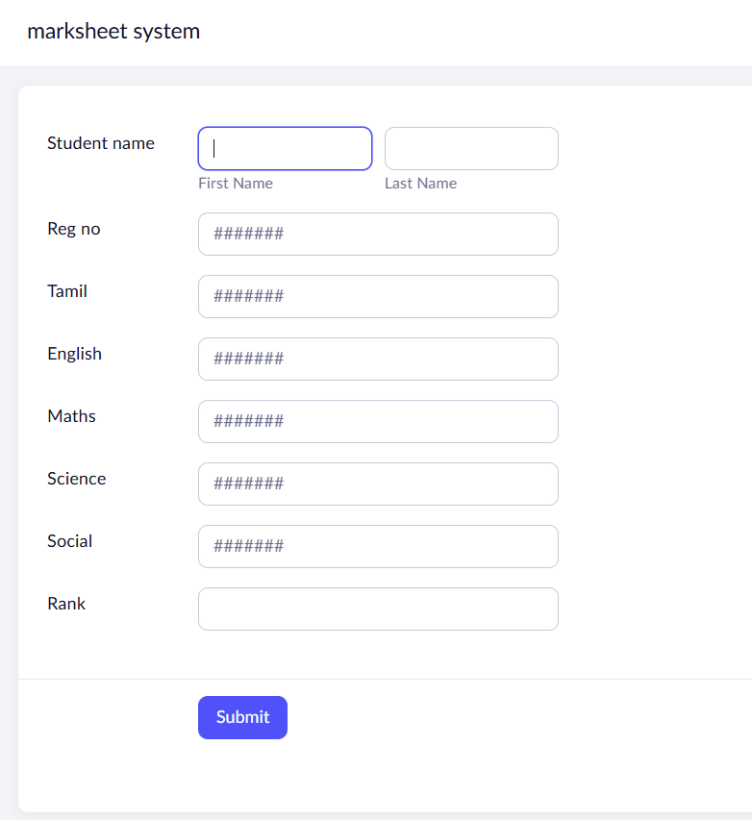 marksheet system
Student name
First Name Last Name
Reg no #######
Tamil #######
English #######
Maths #######
Science #######
Social #######
Rank
Submit